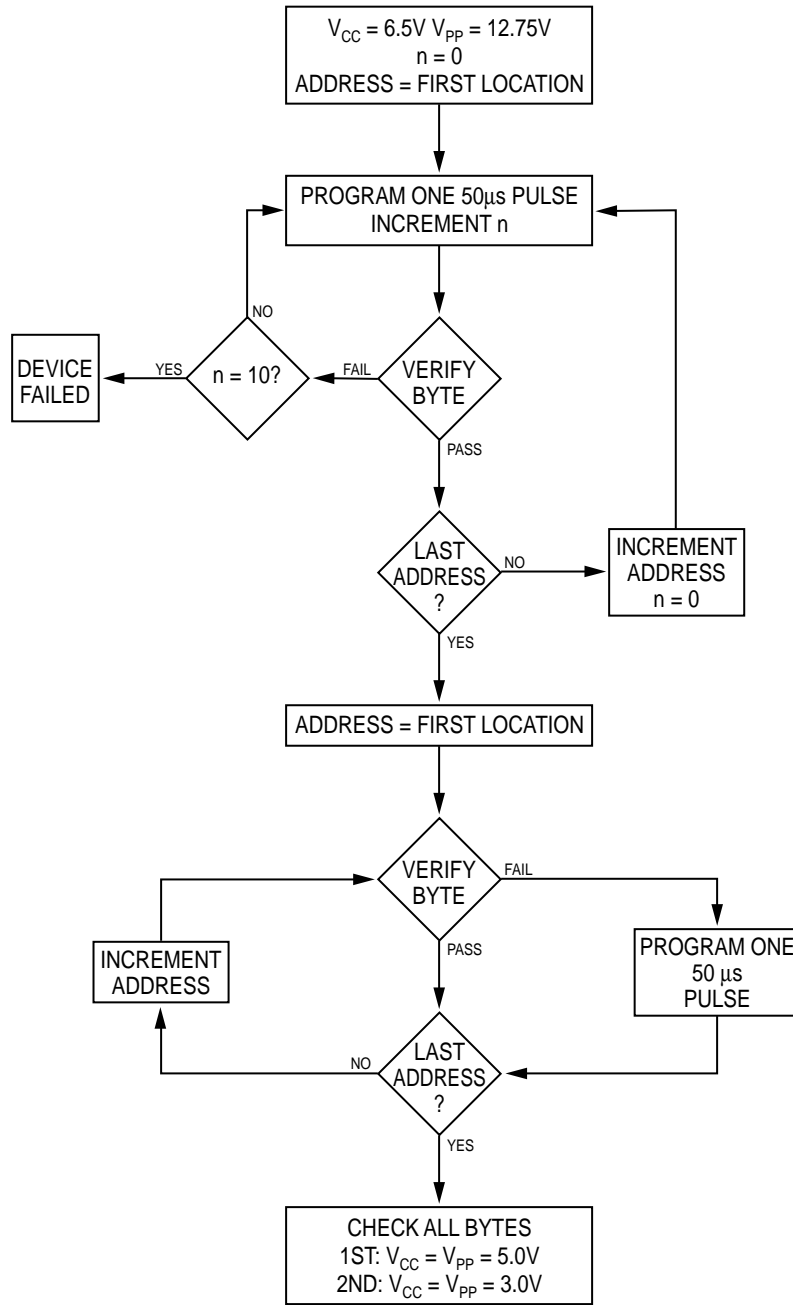 V_CC = 6.5V V_PP = 12.75V
n = 0
ADDRESS = FIRST LOCATION
PROGRAM ONE 50μs PULSE
INCREMENT n
NO
DEVICE
FAILED
YES
n = 10?
FAIL
VERIFY
BYTE
PASS
LAST
ADDRESS
?
NO
INCREMENT
ADDRESS
n = 0
YES
ADDRESS = FIRST LOCATION
VERIFY
BYTE
FAIL
PASS
INCREMENT
ADDRESS
PROGRAM ONE
50 μs
PULSE
NO
LAST
ADDRESS
?
YES
CHECK ALL BYTES
1ST: V_CC = V_PP = 5.0V
2ND: V_CC = V_PP = 3.0V